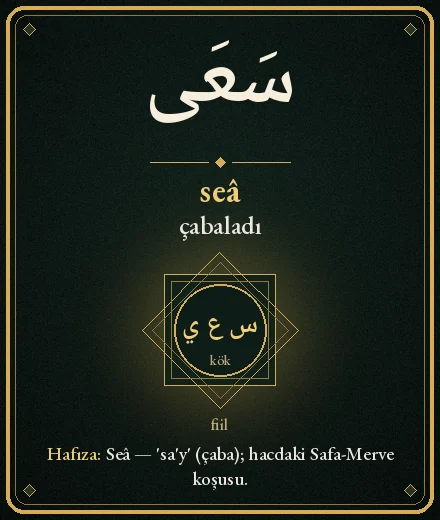 سَعَى
seâ
çabaladı
س ع ي
kök
fiil
Hafıza: Seâ — 'sa'y' (çaba); hacdaki Safa-Merve
koşusu.